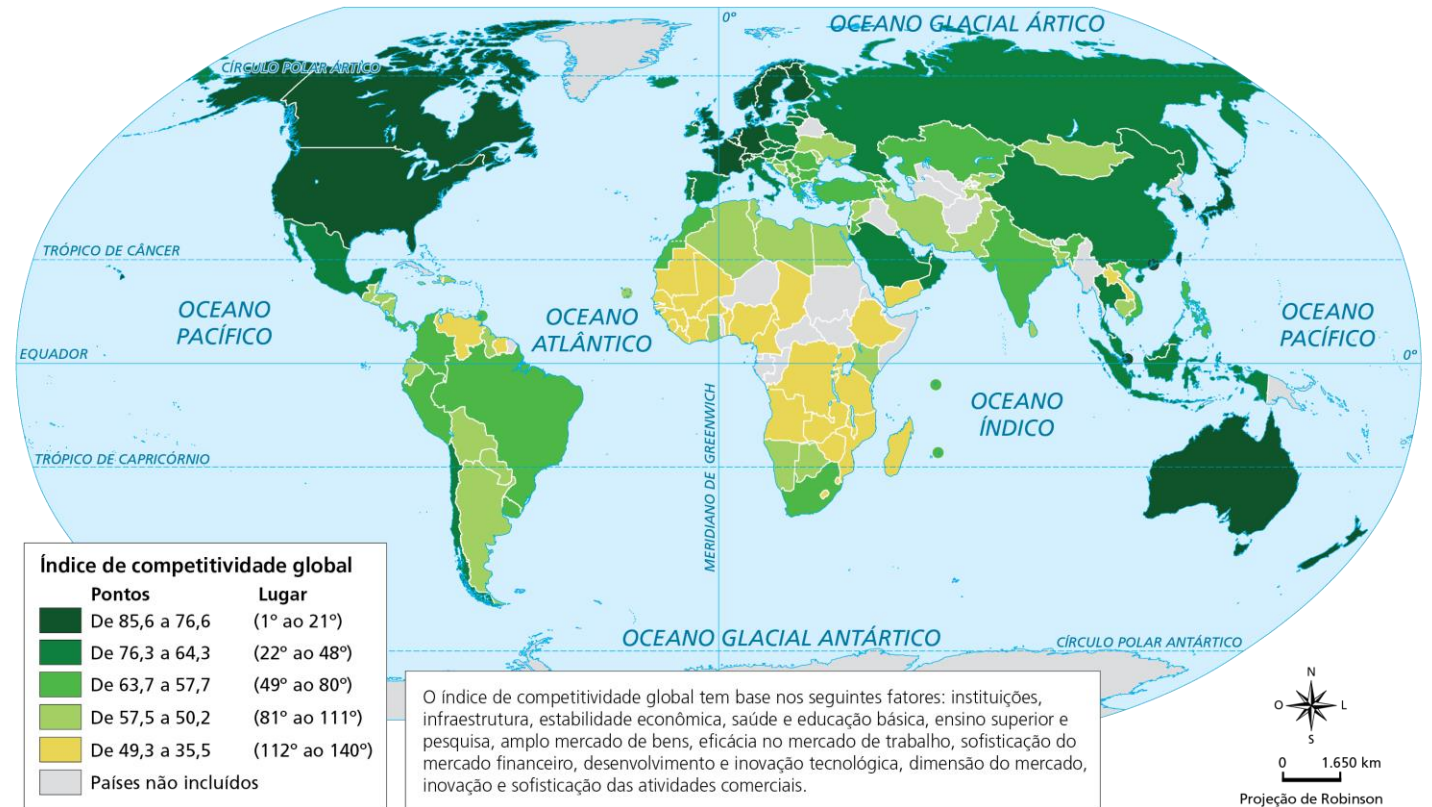 0º
OCEANO GLACIAL ÁRTICO
CÍRCULO POLAR ÁRTICO
TRÓPICO DE CÂNCER
OCEANO
PACÍFICO
OCEANO
ATLÂNTICO
OCEANO
PACÍFICO
EQUADOR
0º
OCEANO
ÍNDICO
MERIDIANO DE GREENWICH
TRÓPICO DE CAPRICÓRNIO
OCEANO GLACIAL ANTÁRTICO
CÍRCULO POLAR ANTÁRTICO
Índice de competitividade global
Pontos Lugar
De 85,6 a 76,6 (1º ao 21º)
De 76,3 a 64,3 (22º ao 48º)
De 63,7 a 57,7 (49º ao 80º)
De 57,5 a 50,2 (81º ao 111º)
De 49,3 a 35,5 (112º ao 140º)
Países não incluídos
O índice de competitividade global tem base nos seguintes fatores: instituições,
infraestrutura, estabilidade econômica, saúde e educação básica, ensino superior e
pesquisa, amplo mercado de bens, eficácia no mercado de trabalho, sofisticação do
mercado financeiro, desenvolvimento e inovação tecnológica, dimensão do mercado,
inovação e sofisticação das atividades comerciais.
N
O L
S
0 1.650 km
Projeção de Robinson